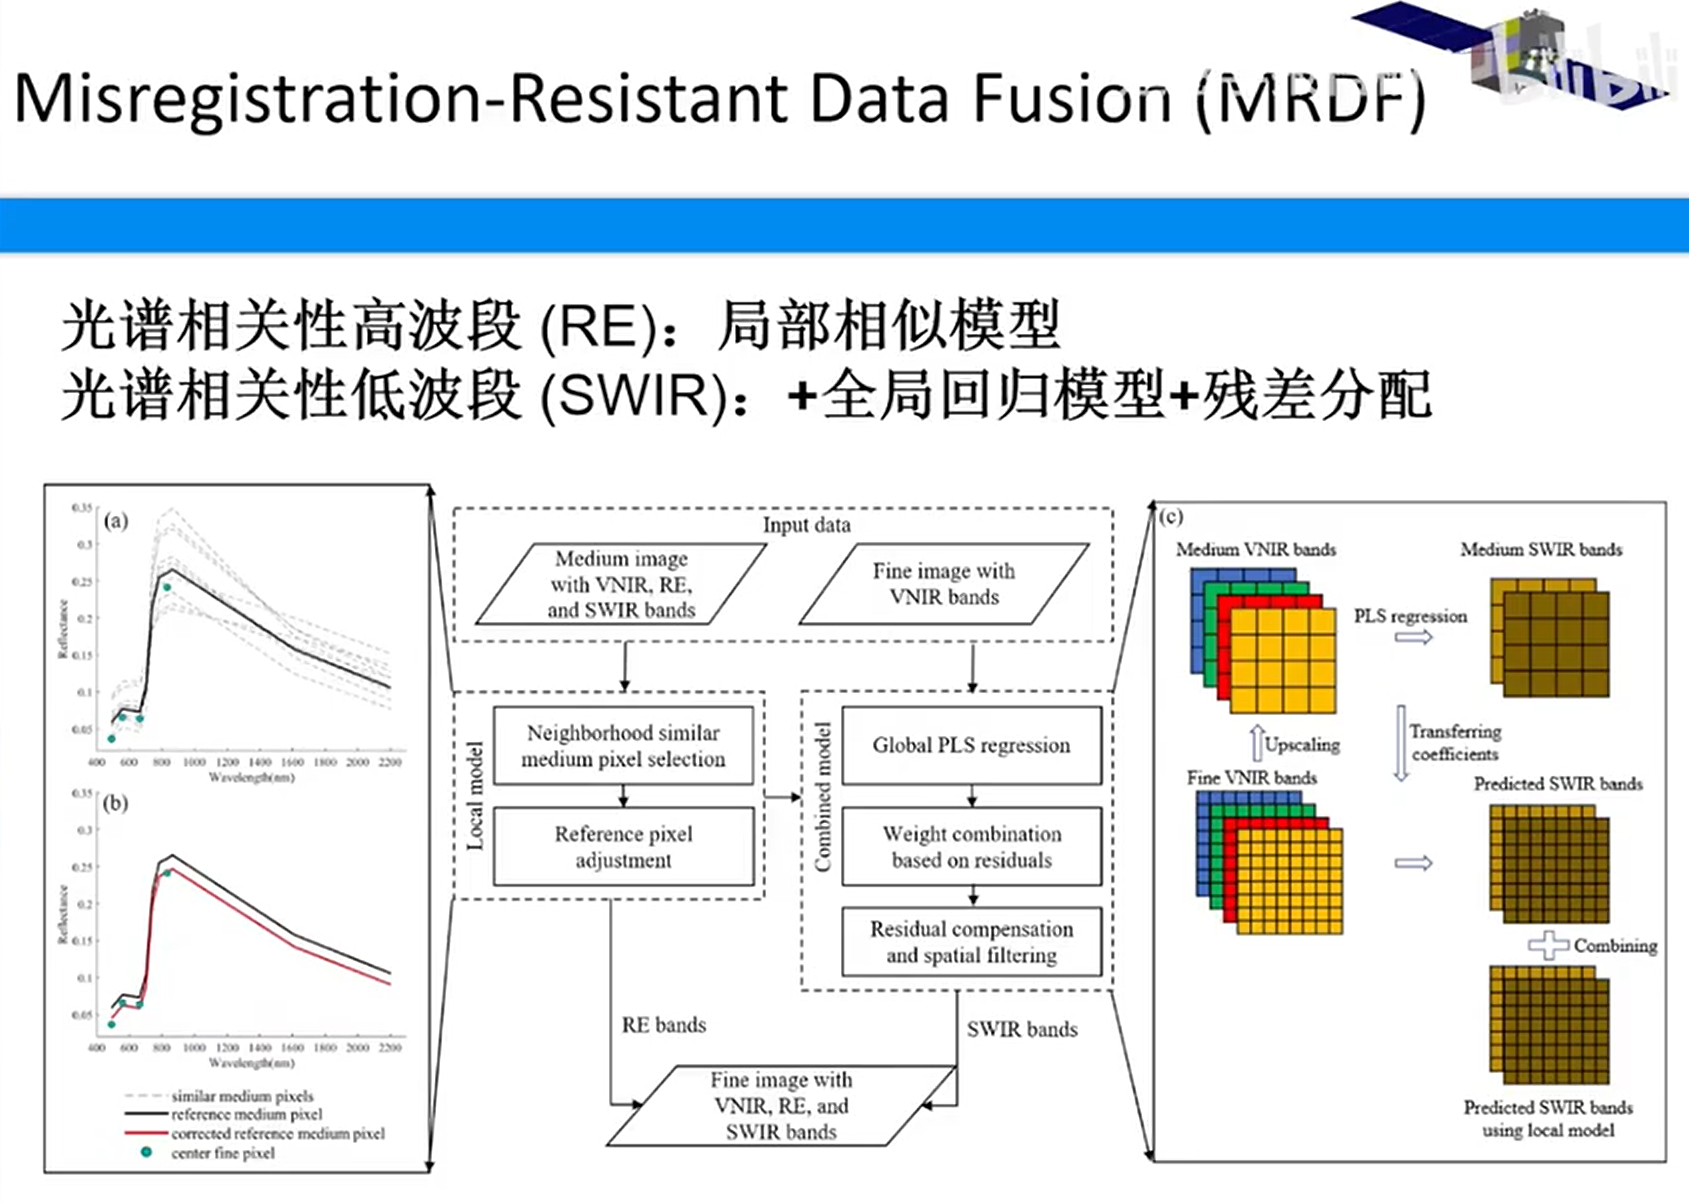 Misregistration-Resistant Data Fusion (MRDF)
bilibili
光谱相关性高波段 (RE)：局部相似模型
光谱相关性低波段 (SWIR)：+全局回归模型+残差分配
(a)
0.35
0.3
0.25
0.2
0.15
0.1
0.05
Reflectance
400 600 800 1000 1200 1400 1600 1800 2000 2200
Wavelength(nm)
(b)
0.35
0.3
0.25
0.2
0.15
0.1
0.05
Reflectance
400 600 800 1000 1200 1400 1600 1800 2000 2200
Wavelength(nm)
similar medium pixels
reference medium pixel
corrected reference medium pixel
center fine pixel
Input data
Medium image
with VNIR, RE,
and SWIR bands
Fine image with
VNIR bands
Local model
Neighborhood similar
medium pixel selection
Reference pixel
adjustment
Combined model
Global PLS regression
Weight combination
based on residuals
Residual compensation
and spatial filtering
RE bands
SWIR bands
Fine image with
VNIR, RE, and
SWIR bands
(c)
Medium VNIR bands
Medium SWIR bands
PLS regression
Upscaling
Transferring
coefficients
Fine VNIR bands
Predicted SWIR bands
Combining
Predicted SWIR bands
using local model